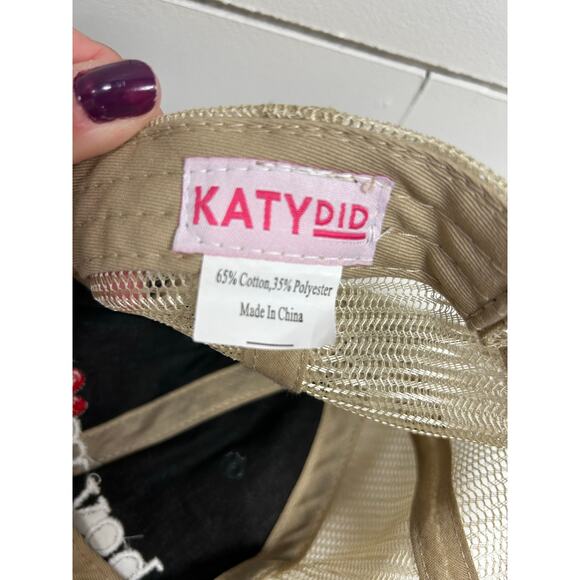 KATYDID
65% Cotton,35% Polyester
Made In China